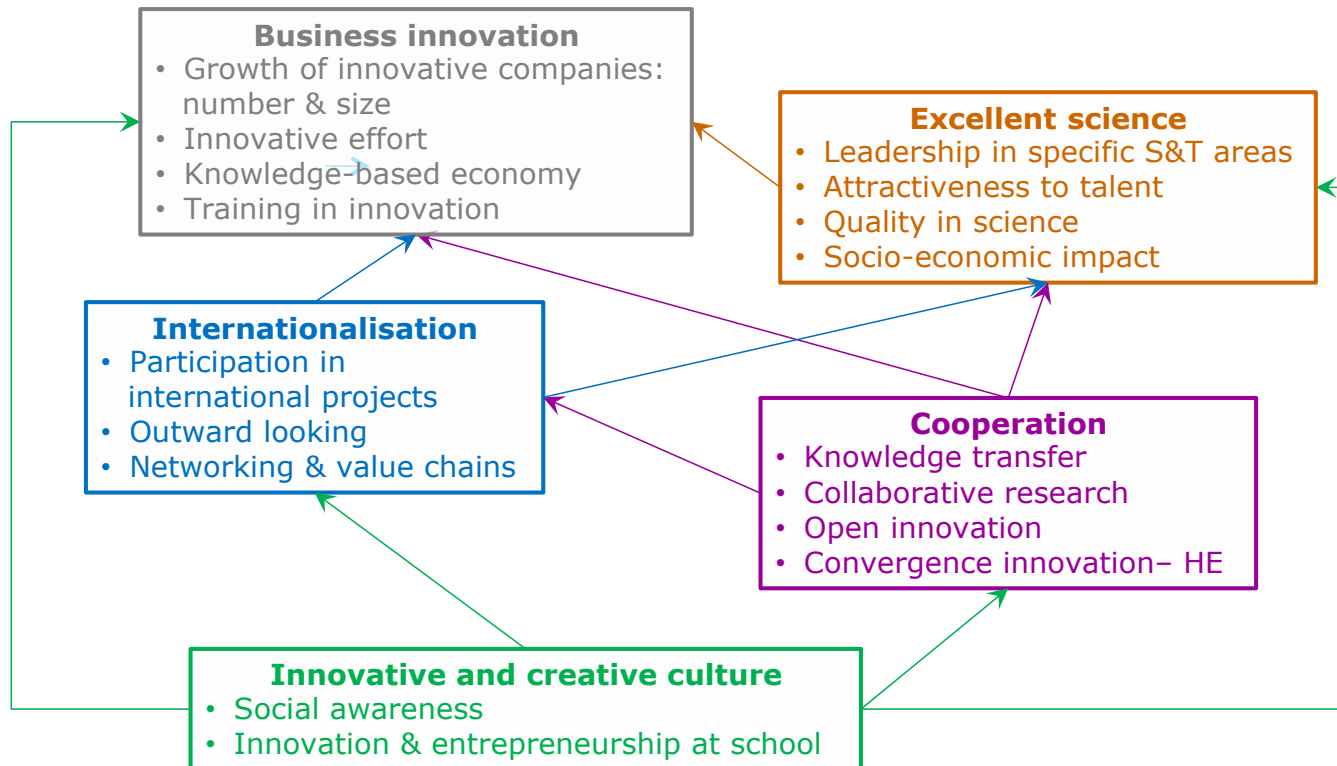 Business innovation
• Growth of innovative companies:
number & size
• Innovative effort
• Knowledge-based economy
• Training in innovation
Excellent science
• Leadership in specific S&T areas
• Attractiveness to talent
• Quality in science
• Socio-economic impact
Internationalisation
• Participation in
international projects
• Outward looking
• Networking & value chains
Cooperation
• Knowledge transfer
• Collaborative research
• Open innovation
• Convergence innovation– HE
Innovative and creative culture
• Social awareness
• Innovation & entrepreneurship at school